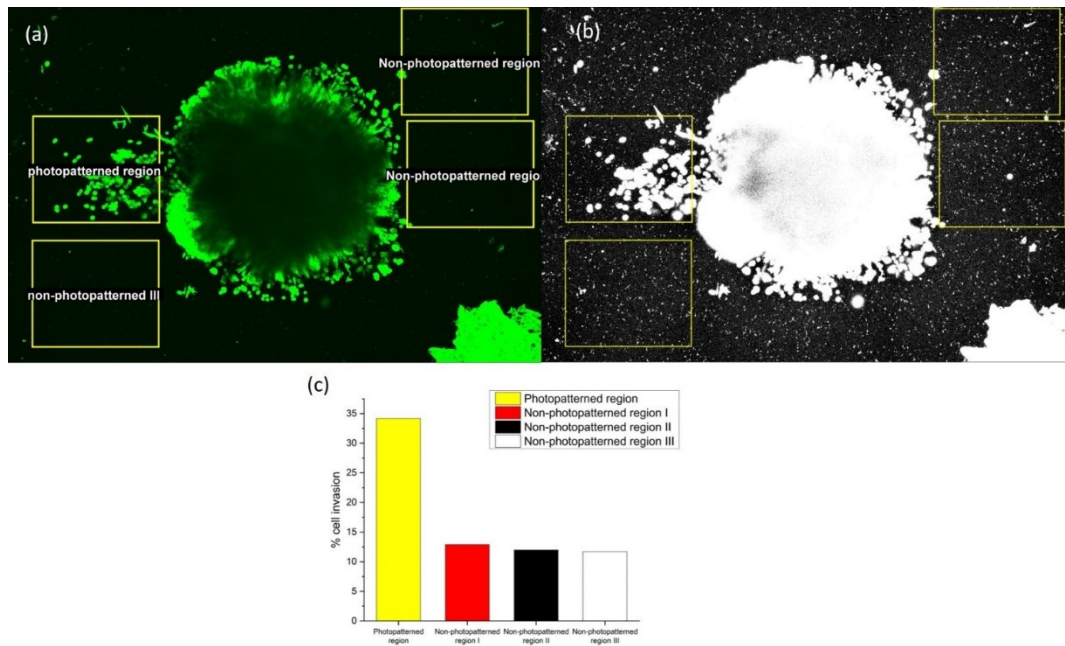 (a)
Non-photopatterned region
photopatterned region
Non-photopatterned regio
non-photopatterned III
(b)
(c)
% cell invasion
35
30
25
20
15
10
5
0
Photopatterned region
Non-photopatterned region I
Non-photopatterned region II
Non-photopatterned region III
Photopatterned
region
Non-photopatterned
region I
Non-photopatterned
region II
Non-photopatterned
region III